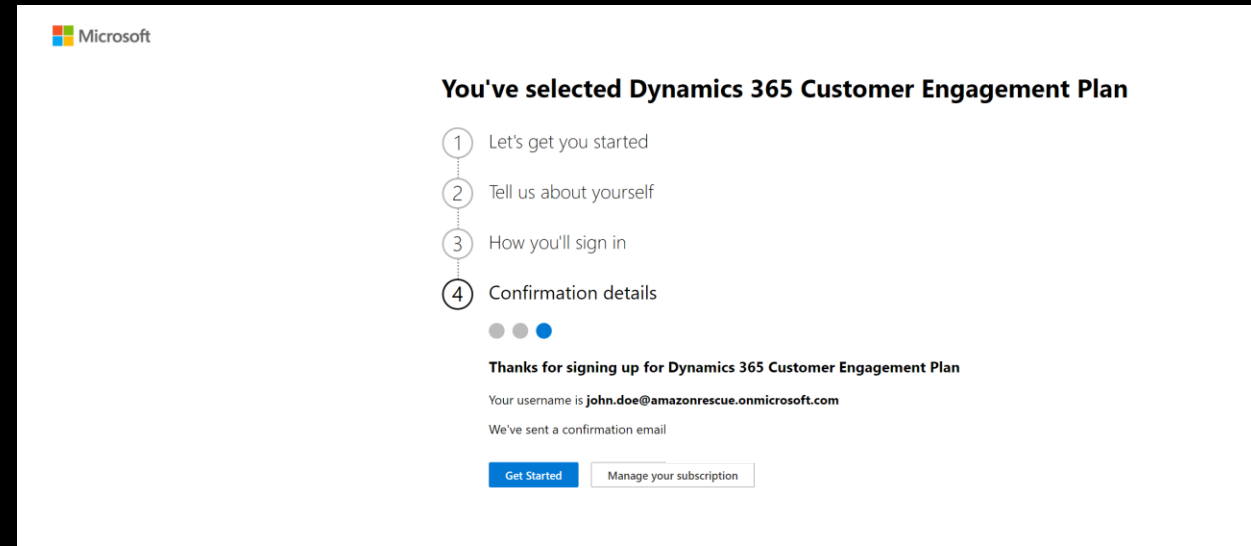 Microsoft
You've selected Dynamics 365 Customer Engagement Plan
1 Let's get you started
2 Tell us about yourself
3 How you'll sign in
4 Confirmation details
Thanks for signing up for Dynamics 365 Customer Engagement Plan
Your username is john.doe@amazonrescue.onmicrosoft.com
We've sent a confirmation email
Get Started Manage your subscription